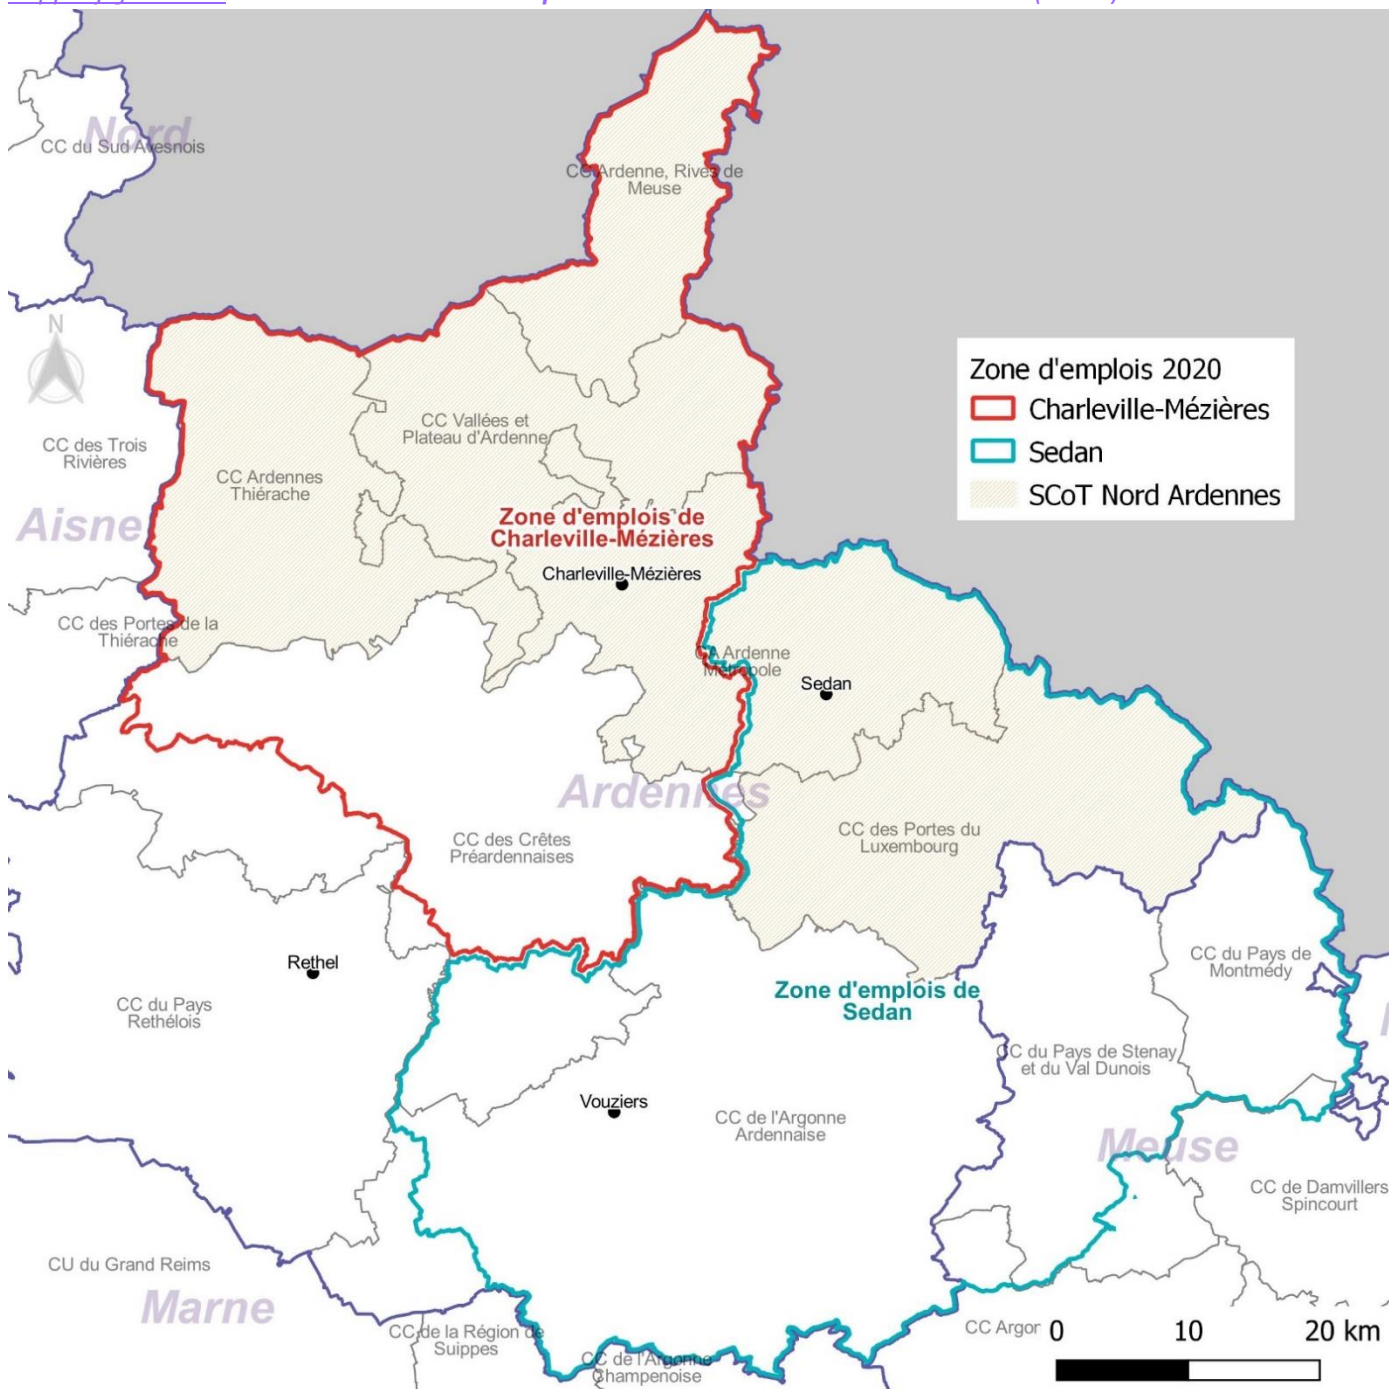 Nord
CC du Sud Avesnois
CC Ardenne, Rives de
Meuse
N
Zone d'emplois 2020
Charleville-Mézières
Sedan
SCoT Nord Ardennes
CC des Trois
Rivières
CC Vallées et
Plateau d'Ardenne
CC Ardennes
Thiérache
Aisne
Zone d'emplois de
Charleville-Mézières
Charleville-Mézières
CC des Portes de la
Thiérache
CA Ardenne
Métropole
Sedan
Ardennes
CC des Crêtes
Préardennaises
CC des Portes du
Luxembourg
Rethel
CC du Pays
Rethélois
Zone d'emplois de
Sedan
CC du Pays de
Montmédy
CC du Pays de Stenay
et du Val Dunois
Vouziers
CC de l'Argonne
Ardennaise
Meuse
CC de Damvillers
Spincourt
CU du Grand Reims
Marne
CC de la Région de
Suippes
CC de l'Argonne
Champenoise
CC Argor
0 10 20 km